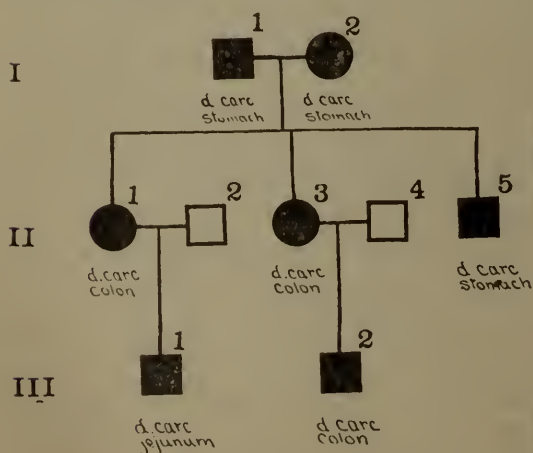 1 2
I
d carc d carc
stomach stomach
1 2 3 4 5
II
d.carc d.carc d carc
colon colon stomach
1 2
III
d.carc d carc
jejunum colon